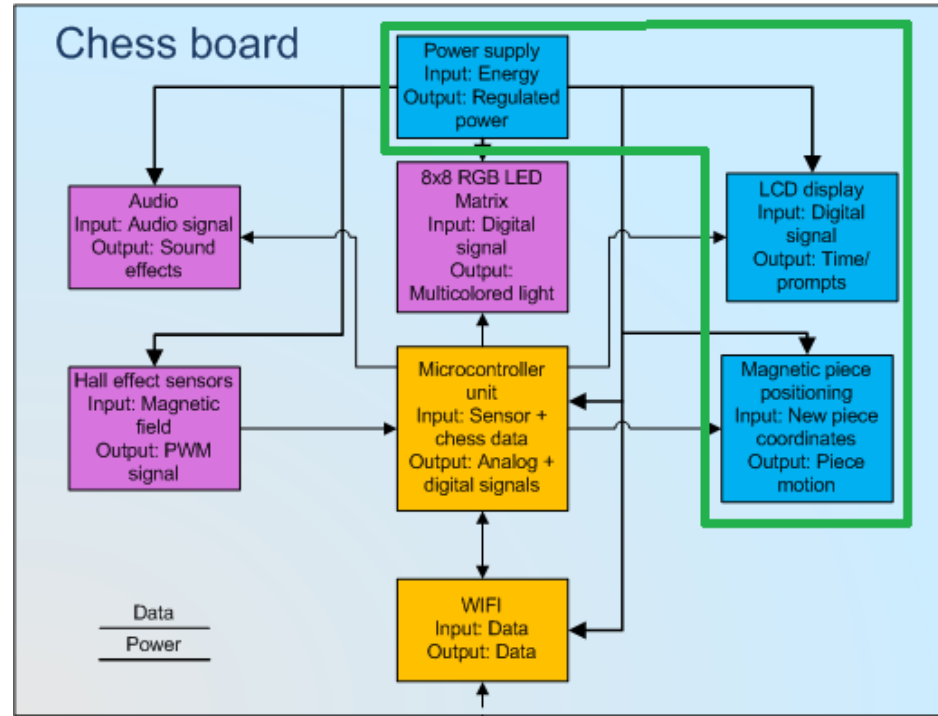 Chess board
Power supply
Input: Energy
Output: Regulated
power
Audio
Input: Audio signal
Output: Sound
effects
8x8 RGB LED
Matrix
Input: Digital
signal
Output:
Multicolored light
LCD display
Input: Digital
signal
Output: Time/
prompts
Hall effect sensors
Input: Magnetic
field
Output: PWM
signal
Microcontroller
unit
Input: Sensor +
chess data
Output: Analog +
digital signals
Magnetic piece
positioning
Input: New piece
coordinates
Output: Piece
motion
WIFI
Input: Data
Output: Data
Data
Power